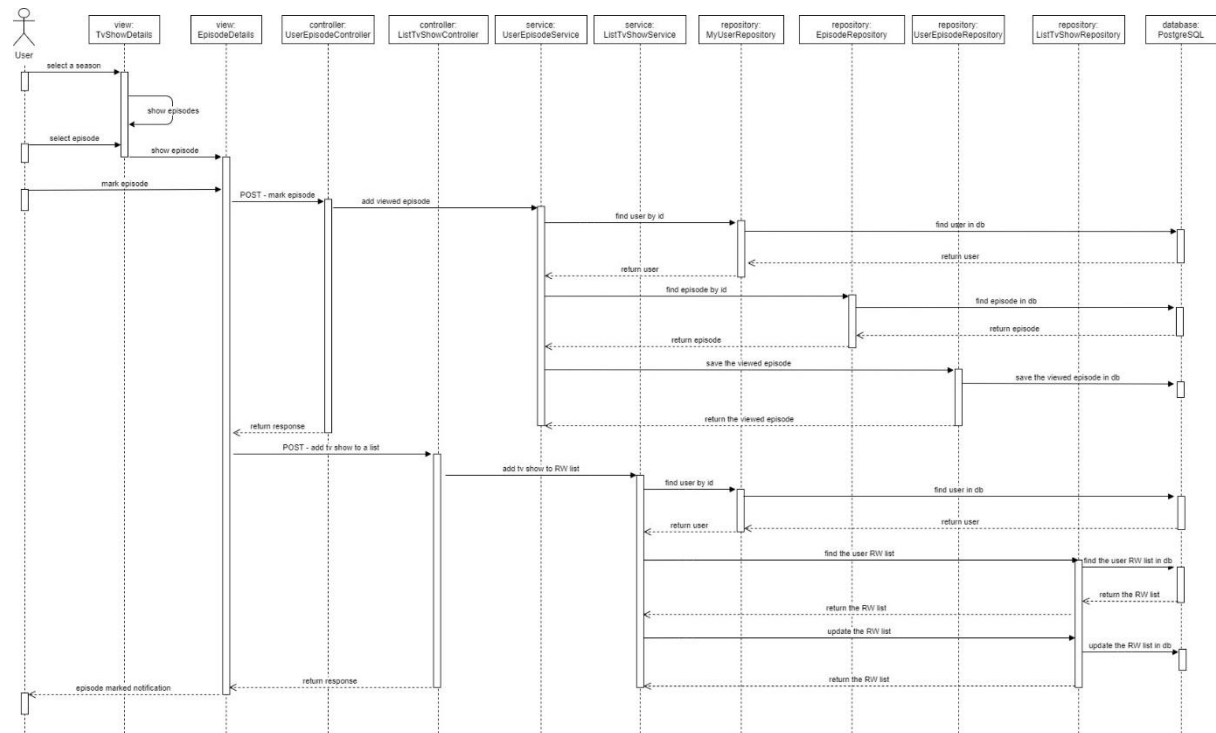 view:
TvShowDetails
view:
EpisodeDetails
controller:
UserEpisodeController
controller:
ListTvShowController
service:
UserEpisodeService
service:
ListTvShowService
repository:
MyUserRepository
repository:
EpisodeRepository
repository:
UserEpisodeRepository
repository:
ListTvShowRepository
database:
PostgreSQL
User
select a season
show episodes
select episode
show episode
mark episode
POST - mark episode
add viewed episode
find user by id
find user in db
return user
return user
find episode by id
find episode in db
return episode
return episode
save the viewed episode
save the viewed episode in db
return the viewed episode
return response
POST - add tv show to a list
add tv show to RW list
find user by id
find user in db
return user
return user
find the user RW list
find the user RW list in db
return the RW list
return the RW list
update the RW list
update the RW list in db
return the RW list
return response
episode marked notification